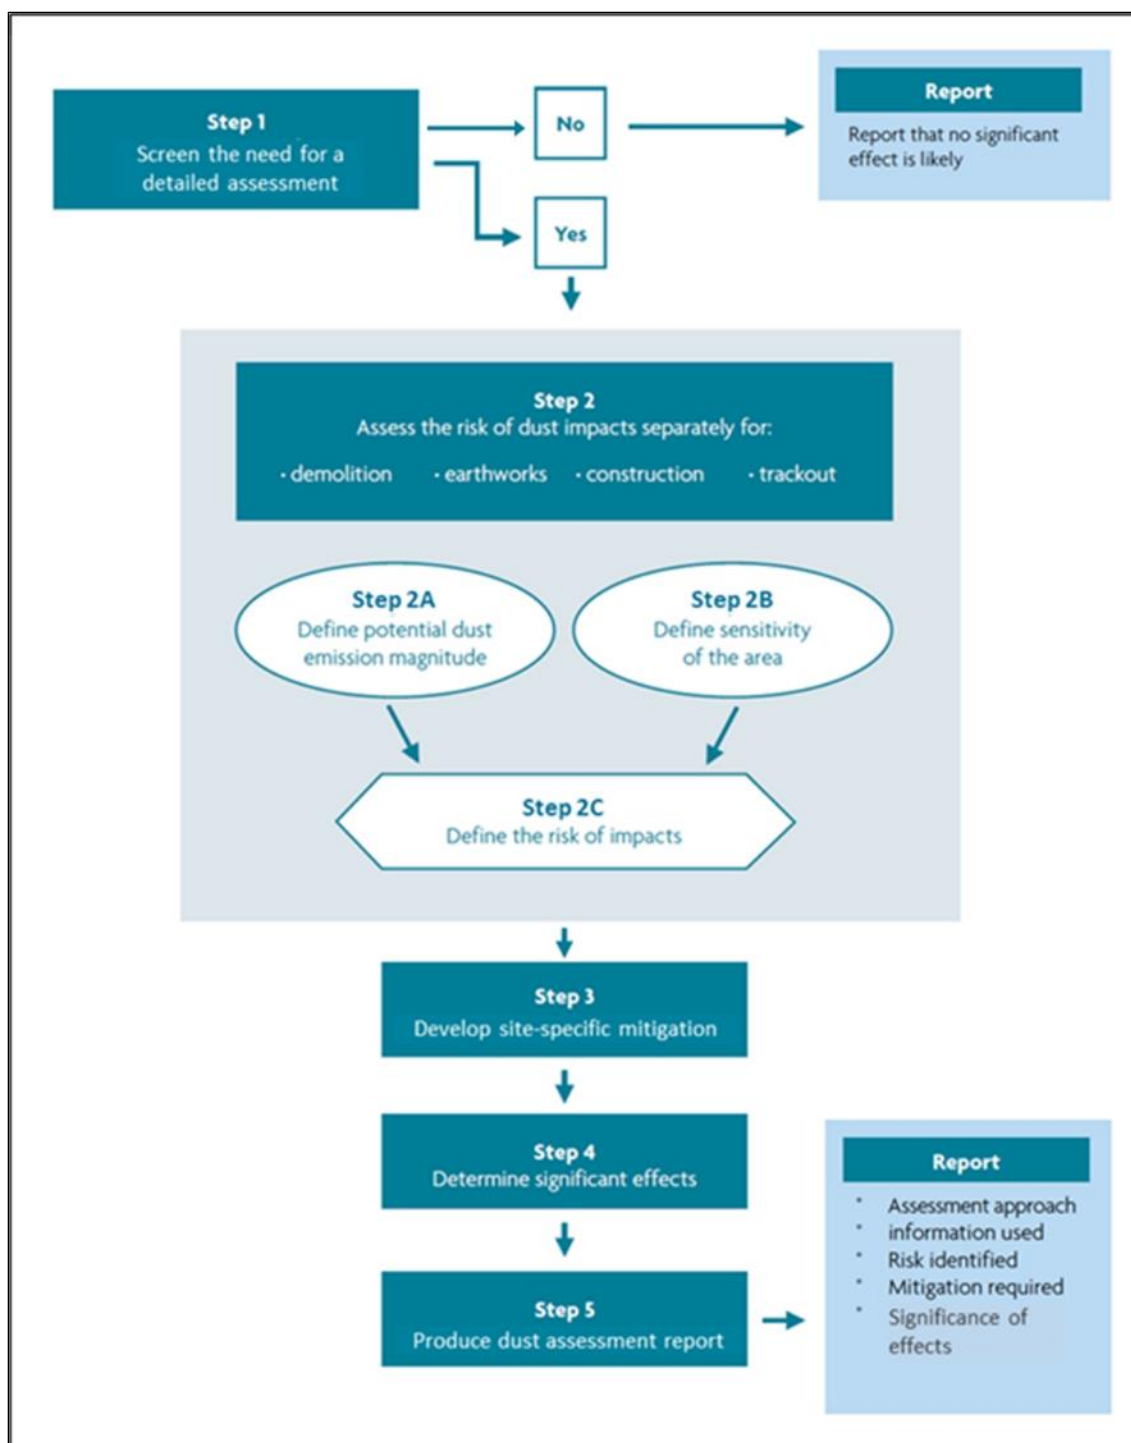 Step 1
Screen the need for a
detailed assessment
No
Report
Report that no significant
effect is likely
Yes
Step 2
Assess the risk of dust impacts separately for:
· demolition · earthworks · construction · trackout
Step 2A
Define potential dust
emission magnitude
Step 2B
Define sensitivity
of the area
Step 2C
Define the risk of impacts
Step 3
Develop site-specific mitigation
Step 4
Determine significant effects
Step 5
Produce dust assessment report
Report
· Assessment approach
· information used
· Risk identified
· Mitigation required
· Significance of
effects